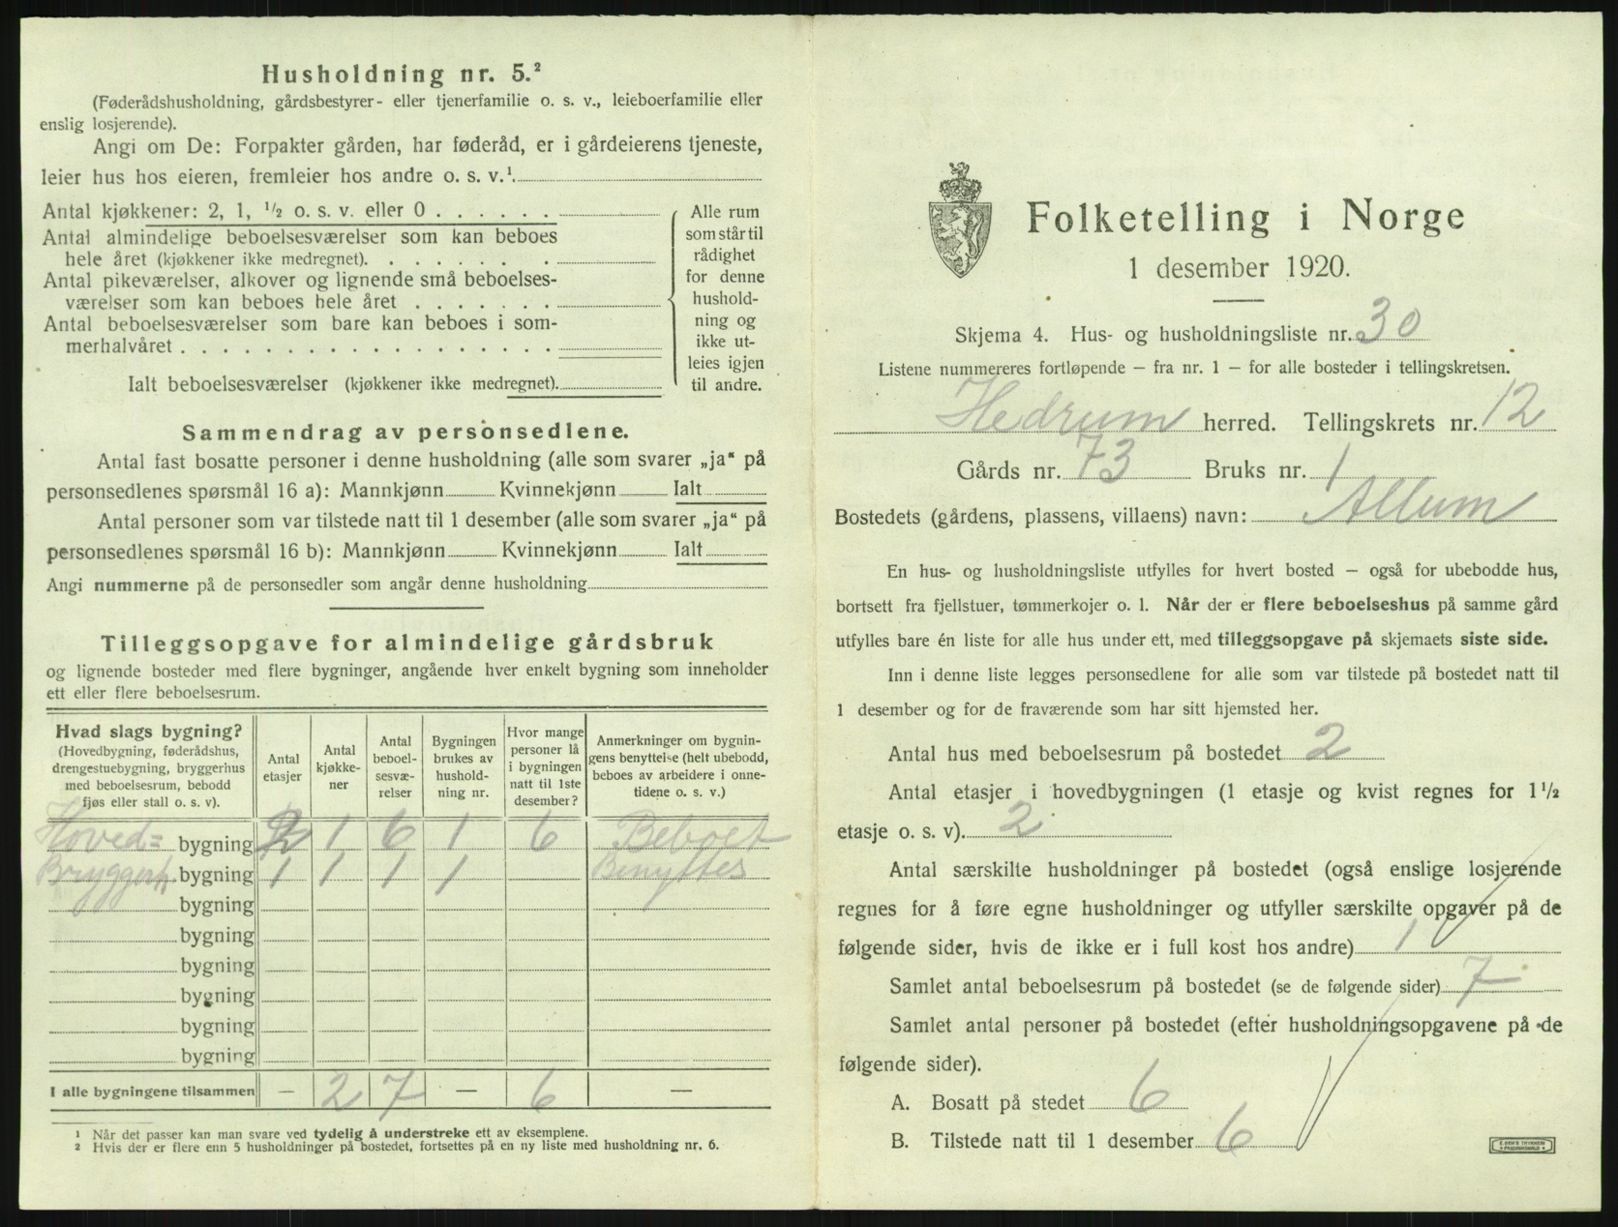 Husholdning nr. 5.²
(Føderådshusholdning, gårdsbestyrer- eller tjenerfamilie o. s. v., leieboerfamilie eller
enslig losjerende).
Angi om De: Forpakter gården, har føderåd, er i gårdeierens tjeneste,
leier hus hos eieren, fremleier hos andre o. s. v.¹.
Antal kjøkkener: 2, 1, ½ o. s. v. eller 0 . . . . . .
Antal almindelige beboelsesværelser som kan beboes
hele året (kjøkkener ikke medregnet). . . . . . . .
Antal pikeværelser, alkover og lignende små beboelses-
værelser som kan beboes hele året . . . . . . .
Antal beboelsesværelser som bare kan beboes i som-
merhalvåret . . . . . . . . . . . . . . . . .
Ialt beboelsesværelser (kjøkkener ikke medregnet).
Alle rum
som står til
rådighet
for denne
hushold-
ning og
ikke ut-
leies igjen
til andre.
Sammendrag av personsedlene.
Antal fast bosatte personer i denne husholdning (alle som svarer „ja“ på
personsedlenes spørsmål 16 a): Mannkjønn Kvinnekjønn Ialt
Antal personer som var tilstede natt til 1 desember (alle som svarer „ja“ på
personsedlenes spørsmål 16 b): Mannkjønn Kvinnekjønn Ialt
Angi nummerne på de personsedler som angår denne husholdning
Tilleggsopgave for almindelige gårdsbruk
og lignende bosteder med flere bygninger, angående hver enkelt bygning som inneholder
ett eller flere beboelsesrum.
Hvad slags bygning?
(Hovedbygning, føderådshus,
drengestuebygning, bryggerhus
med beboelsesrum, bebodd
fjøs eller stall o. s. v).
Antal
etasjer
Antal
kjøkke-
ner
Antal
beboel-
sesvæ-
relser
Bygningen
brukes av
hushold-
ning nr.
Hvor mange
personer lå
i bygningen
natt til 1ste
desember?
Anmerkninger om bygnin-
gens benyttelse (helt ubebodd,
beboes av arbeidere i onne-
tidene o. s. v.)
Hoved= bygning 2 1 6 1 6 Beboet
Bryggerh. bygning 1 1 1 1 Benyttes
bygning
bygning
bygning
bygning
bygning
bygning
I alle bygningene tilsammen — 2 7 — 6 —
¹ Når det passer kan man svare ved tydelig å understreke ett av eksemplene.
² Hvis der er flere enn 5 husholdninger på bostedet, fortsettes på en ny liste med husholdning nr. 6.
Folketelling i Norge
1 desember 1920.
Skjema 4. Hus- og husholdningsliste nr. 30
Listene nummereres fortløpende — fra nr. 1 — for alle bosteder i tellingskretsen.
Hedrum herred. Tellingskrets nr. 12
Gårds nr. 73 Bruks nr. 1
Bostedets (gårdens, plassens, villaens) navn: Allum
En hus- og husholdningsliste utfylles for hvert bosted — også for ubebodde hus,
bortsett fra fjellstuer, tømmerkojer o. l. Når der er flere beboelseshus på samme gård
utfylles bare én liste for alle hus under ett, med tilleggsopgave på skjemaets siste side.
Inn i denne liste legges personsedlene for alle som var tilstede på bostedet natt til
1 desember og for de fraværende som har sitt hjemsted her.
Antal hus med beboelsesrum på bostedet 2
Antal etasjer i hovedbygningen (1 etasje og kvist regnes for 1½
etasje o. s. v). 2
Antal særskilte husholdninger på bostedet (også enslige losjerende
regnes for å føre egne husholdninger og utfyller særskilte opgaver på de
følgende sider, hvis de ikke er i full kost hos andre) 1
Samlet antal beboelsesrum på bostedet (se de følgende sider) 7
Samlet antal personer på bostedet (efter husholdningsopgavene på de
følgende sider).
A. Bosatt på stedet 6
B. Tilstede natt til 1 desember 6